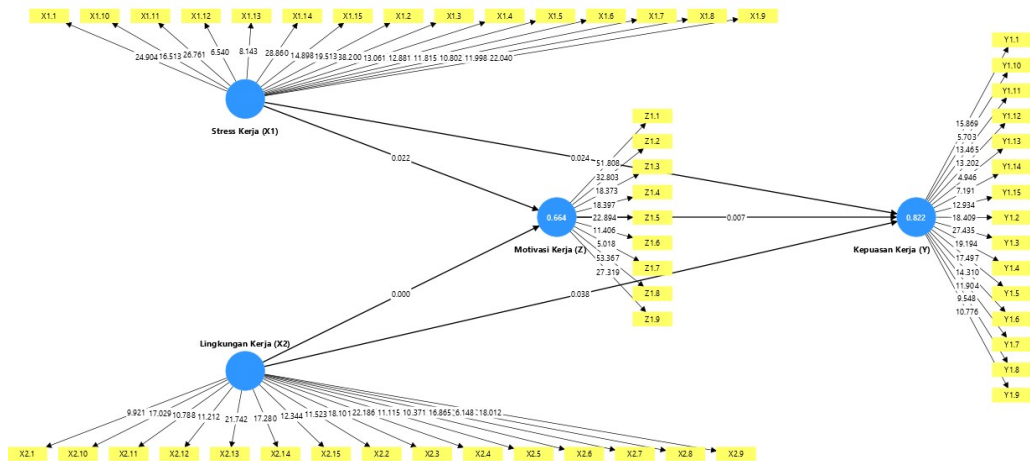 X1.1 X1.10 X1.11 X1.12 X1.13 X1.14 X1.15 X1.2 X1.3 X1.4 X1.5 X1.6 X1.7 X1.8 X1.9
24.904 16.513 26.761 6.540 8.143 28.860 14.898 19.513 38.200 13.061 12.881 11.815 10.802 11.998 22.040
Stress Kerja (X1)
0.022
0.024
Z1.1
Z1.2
Z1.3
Z1.4
Z1.5
Z1.6
Z1.7
Z1.8
Z1.9
51.808
32.803
18.373
18.397
22.894
11.406
5.018
53.367
27.319
0.664
Motivasi Kerja (Z)
0.007
0.038
0.000
Y1.1
Y1.10
Y1.11
Y1.12
Y1.13
Y1.14
Y1.15
Y1.2
Y1.3
Y1.4
Y1.5
Y1.6
Y1.7
Y1.8
Y1.9
15.869
5.703
13.465
13.202
4.946
7.191
12.934
18.409
27.435
19.194
17.497
14.310
11.904
9.548
10.776
0.822
Kepuasan Kerja (Y)
Lingkungan Kerja (X2)
9.921 17.029 10.788 11.212 21.742 17.280 12.344 11.523 18.101 22.186 11.115 10.371 16.865 18.012
X2.1 X2.10 X2.11 X2.12 X2.13 X2.14 X2.15 X2.2 X2.3 X2.4 X2.5 X2.6 X2.7 X2.8 X2.9